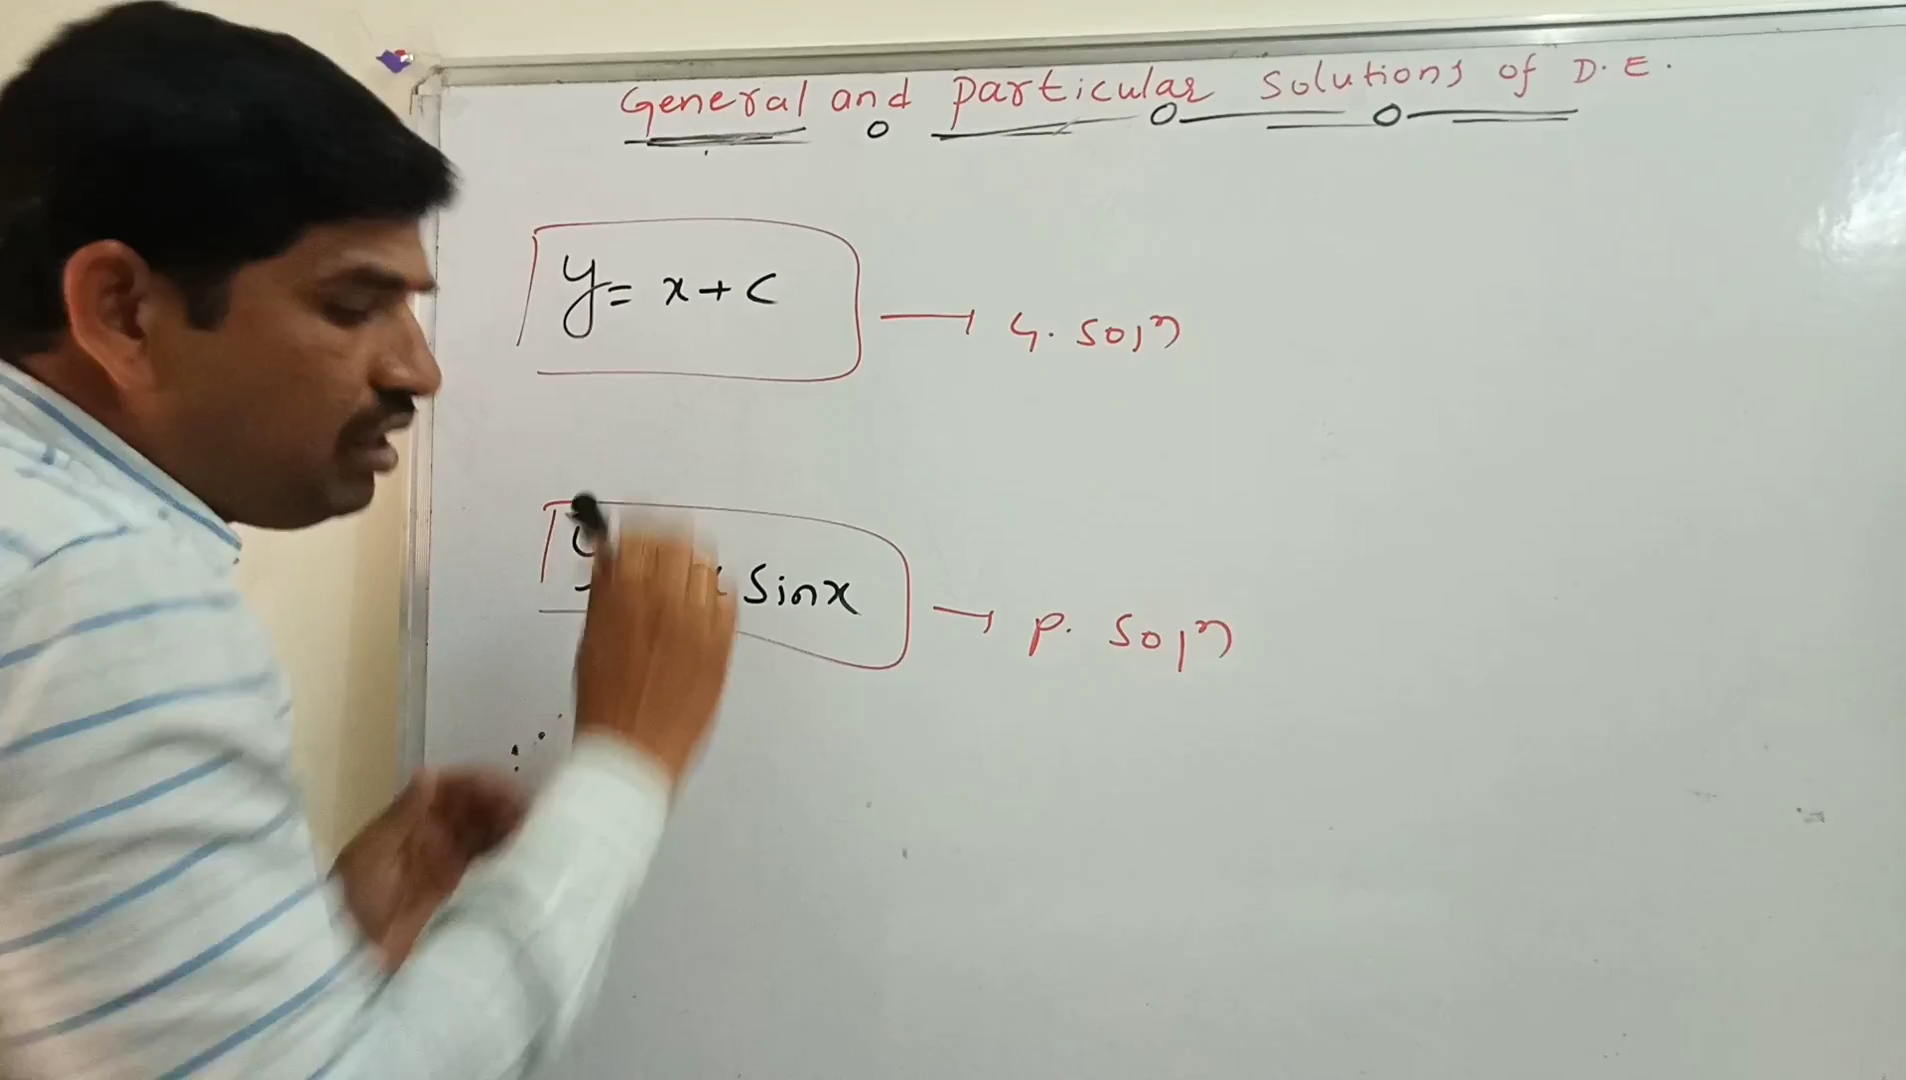 General and particular solutions of D.E.
y = x + c
G. Soln
Sinx
P. Soln